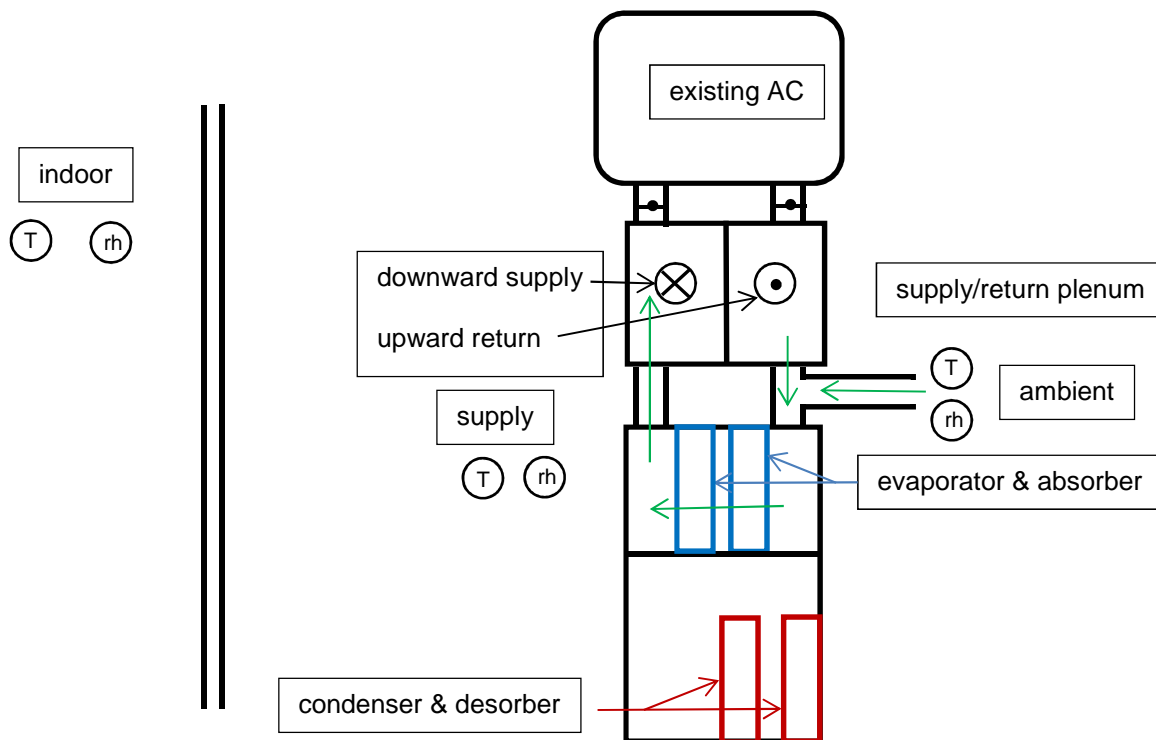 existing AC
indoor
T
rh
downward supply
upward return
supply/return plenum
T
rh
ambient
supply
T
rh
evaporator & absorber
condenser & desorber